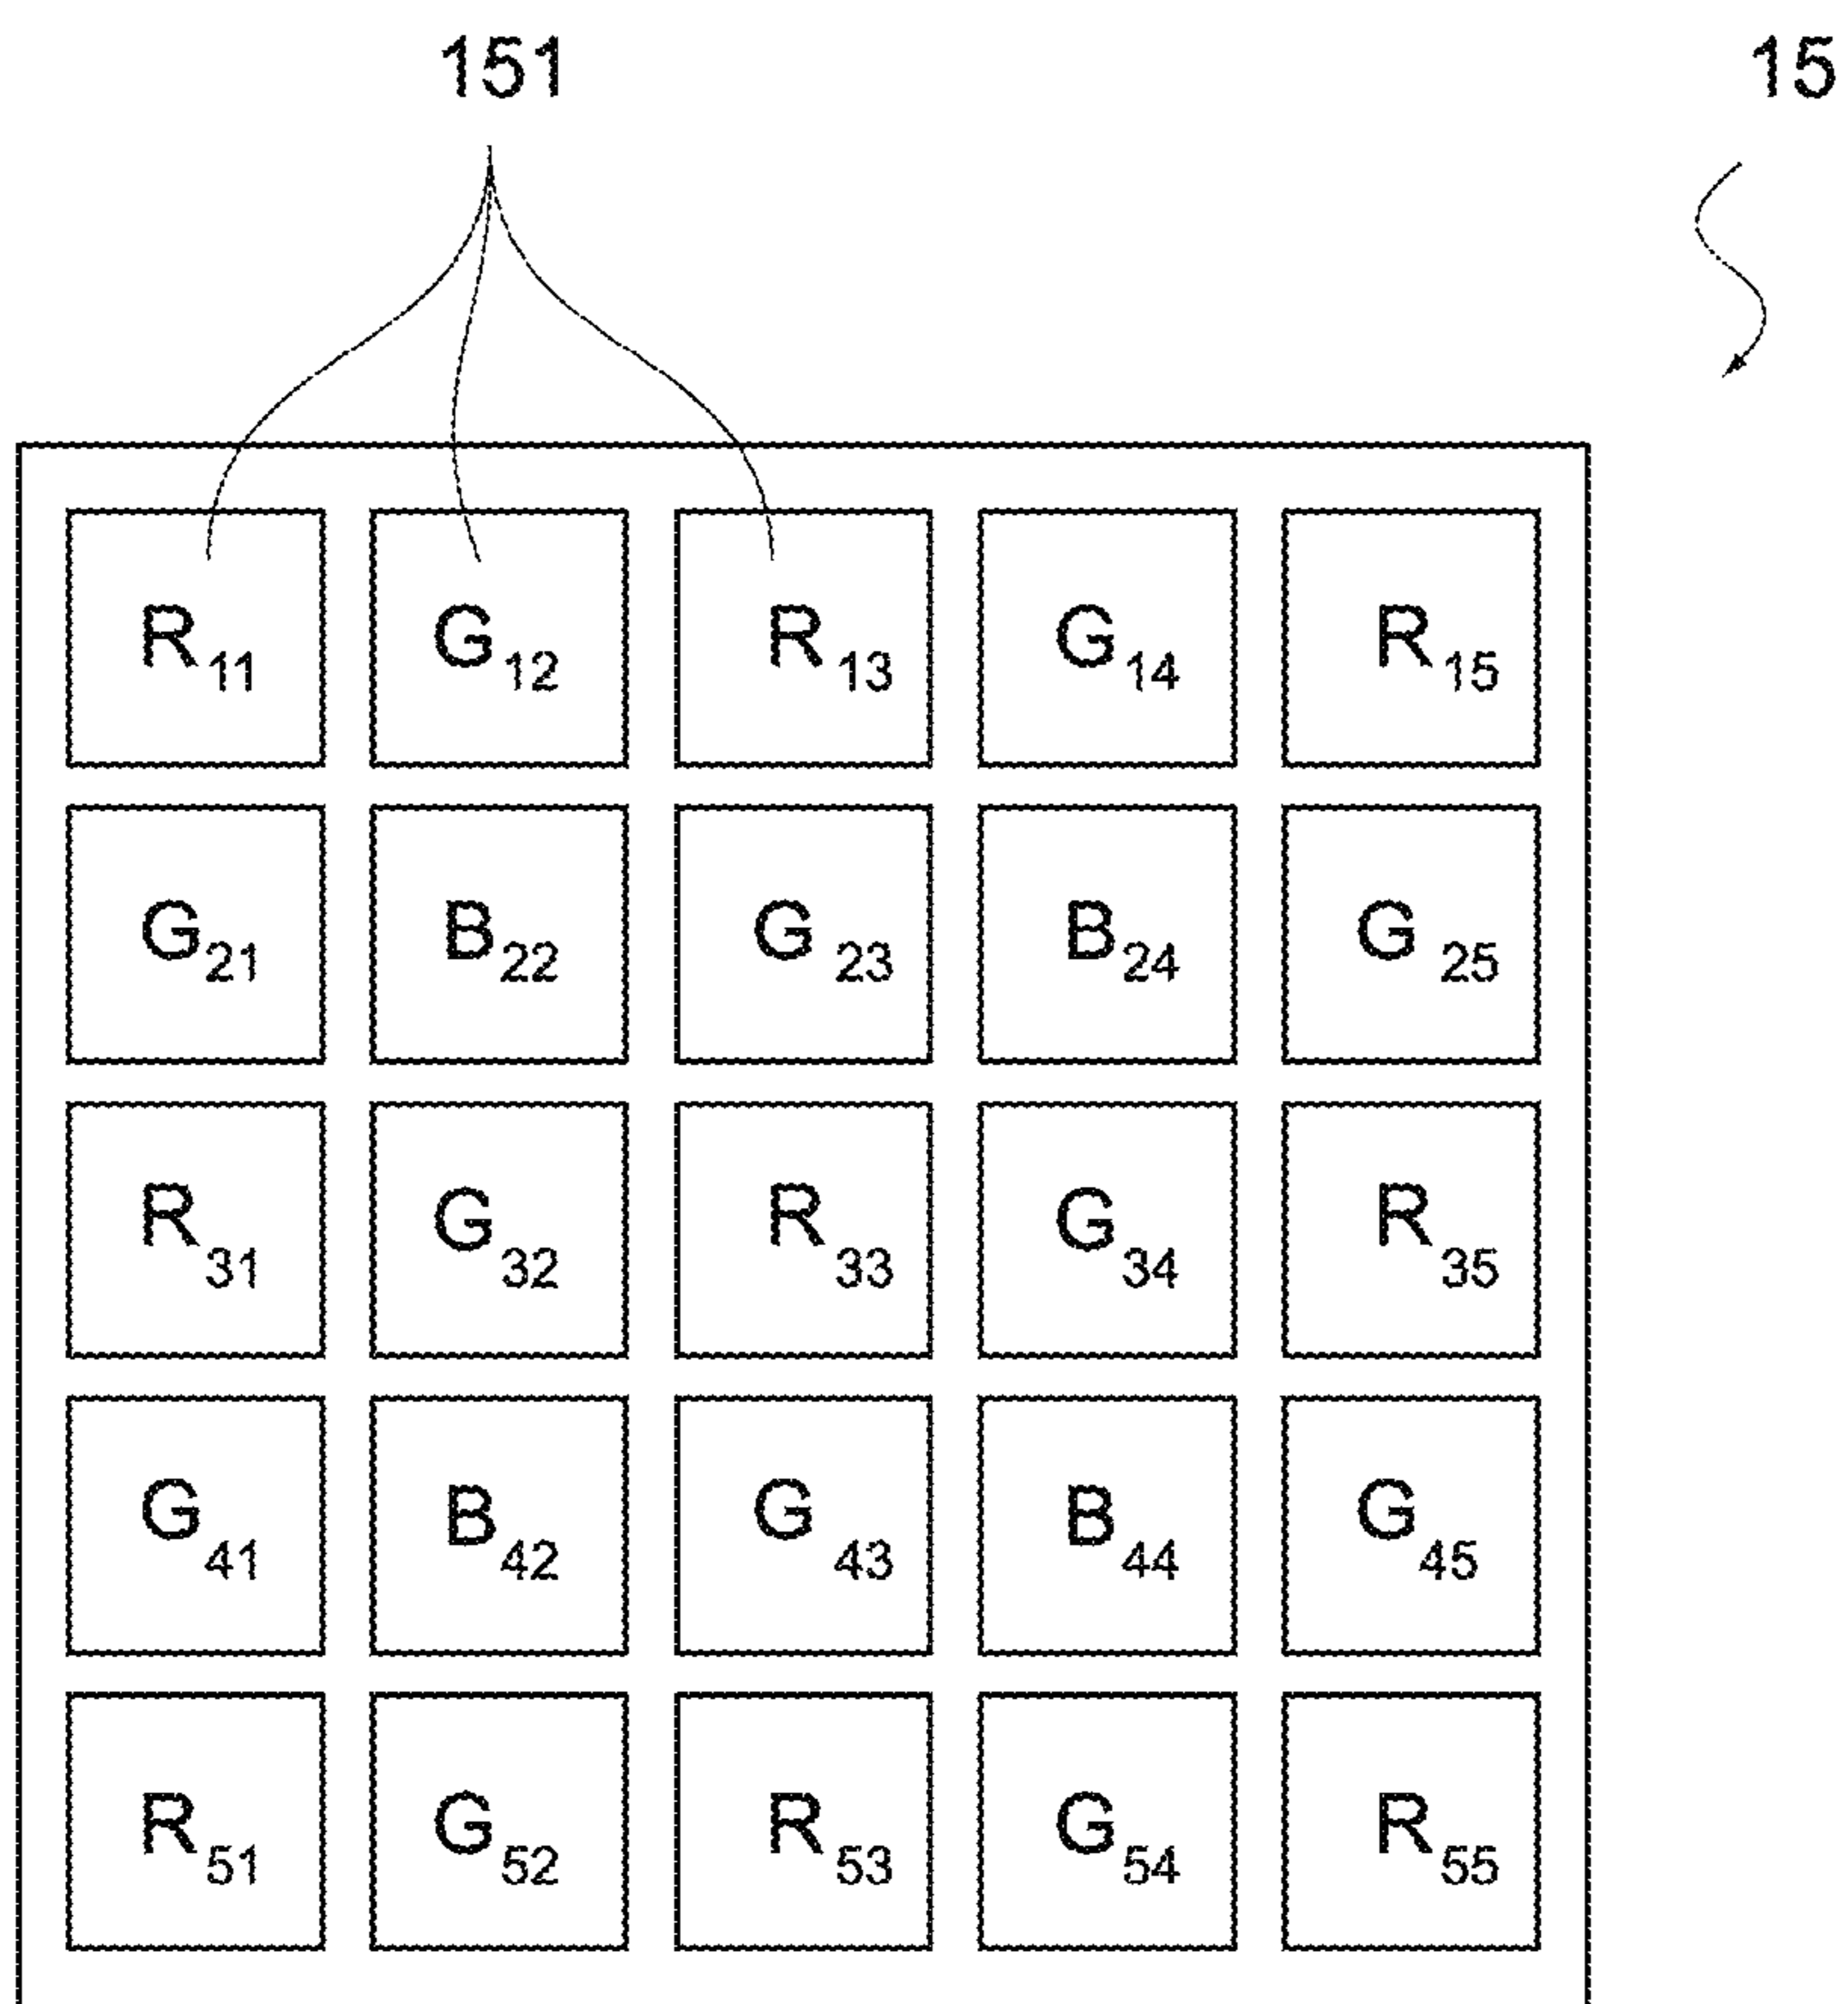 151 15
R11 G12 R13 G14 R15
G21 B22 G23 B24 G25
R31 G32 R33 G34 R35
G41 B42 G43 B44 G45
R51 G52 R53 G54 R55